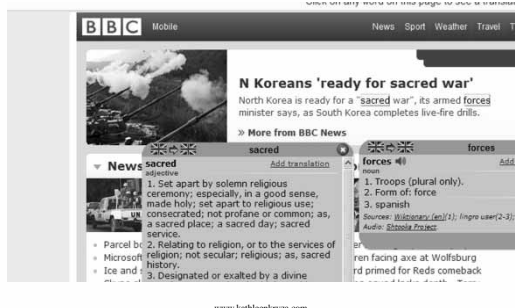 Click on any word on this page to see a transla
BBC Mobile News Sport Weather Travel T
N Koreans 'ready for sacred war'
North Korea is ready for a "sacred war", its armed forces
minister says, as South Korea completes live-fire drills.
» More from BBC News
sacred
sacred Add translation
adjective
1. Set apart by solemn religious
ceremony; especially, in a good sense,
made holy; set apart to religious use;
consecrated; not profane or common; as,
a sacred place; a sacred day; sacred
service.
2. Relating to religion, or to the services of
religion; not secular; religious; as, sacred
history.
3. Designated or exalted by a divine
forces
forces Add
noun
1. Troops (plural only).
2. Form of: force
3. spanish
Sources: Wiktionary (en)(1); lingro user(2-3);
Audio: Shtooka Project.
News
UN
Parcel bo
Microsoft
Ice and s
er
ren facing axe at Wolfsburg
rd primed for Reds comeback